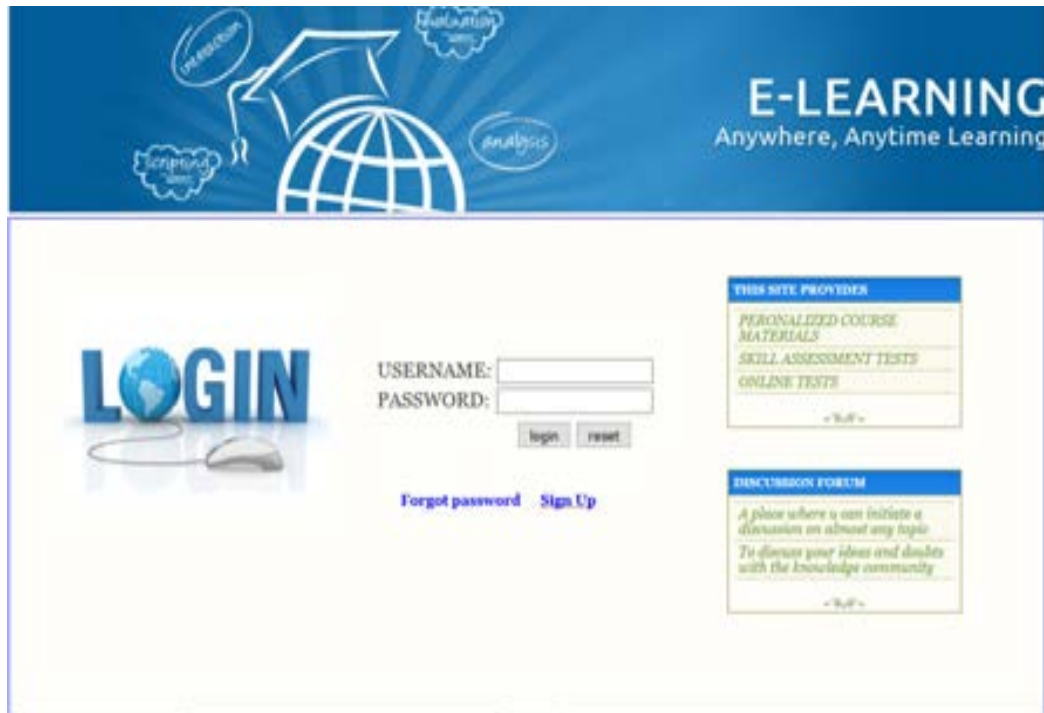 interaction
evaluation
E-LEARNING
analysis
Anywhere, Anytime Learning
scripting
THIS SITE PROVIDES
PERONALIZED COURSE
MATERIALS
LOGIN
SKILL ASSESSMENT TESTS
USERNAME:
ONLINE TESTS
PASSWORD:
login reset
DISCUSSION FORUM
Forgot password Sign Up
A place where u can initiate a
discussion on almost any topic
To discuss your ideas and doubts
with the knowledge community